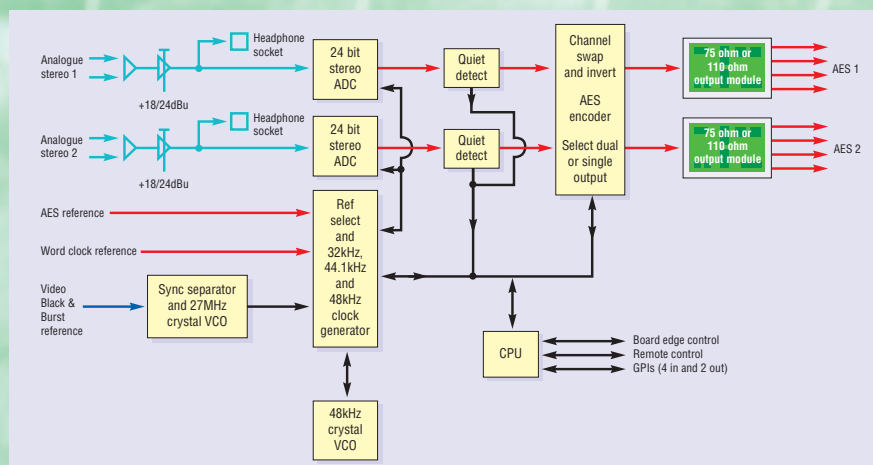 Analogue
stereo 1
+18/24dBu
Headphone
socket
24 bit
stereo
ADC
Quiet
detect
Channel
swap
and invert
AES
encoder
Select dual
or single
output
75 ohm or
110 ohm
output module
AES 1
Analogue
stereo 2
+18/24dBu
Headphone
socket
24 bit
stereo
ADC
Quiet
detect
75 ohm or
110 ohm
output module
AES 2
AES reference
Word clock reference
Video
Black &
Burst
reference
Sync separator
and 27MHz
crystal VCO
Ref
select
and
32kHz,
44.1kHz
and
48kHz
clock
generator
48kHz
crystal
VCO
CPU
Board edge control
Remote control
GPIs (4 in and 2 out)